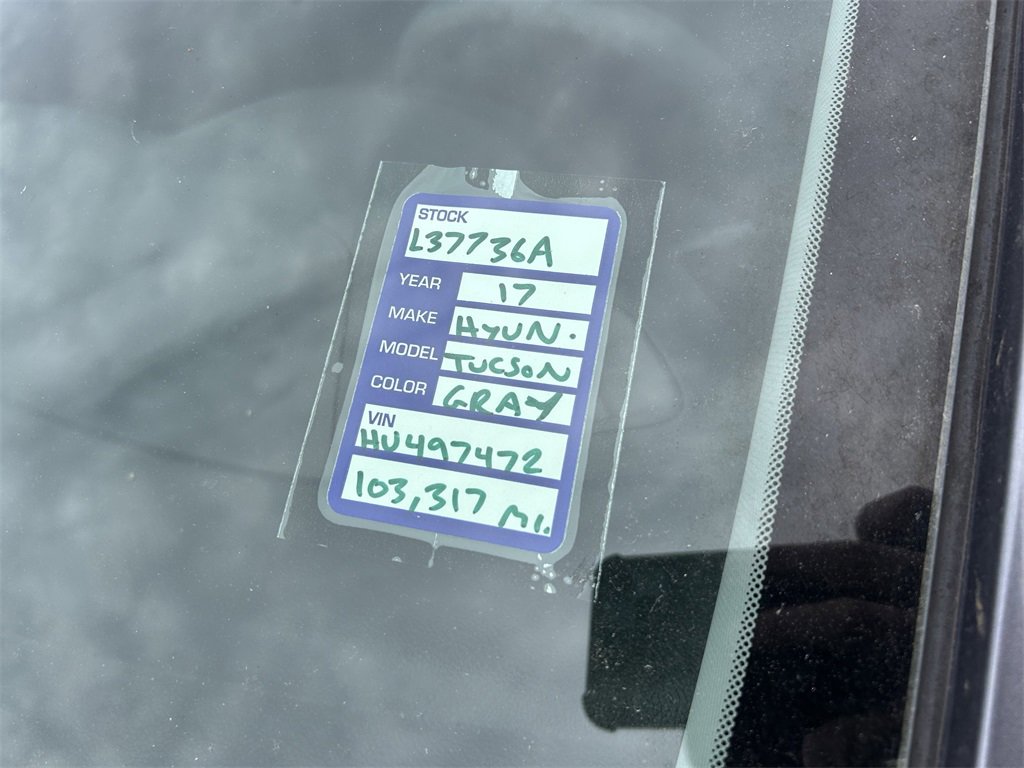 STOCK
L37736A
YEAR 17
MAKE HYUN.
MODEL TUCSON
COLOR GRAY
VIN
HU497472
103,317 MI.